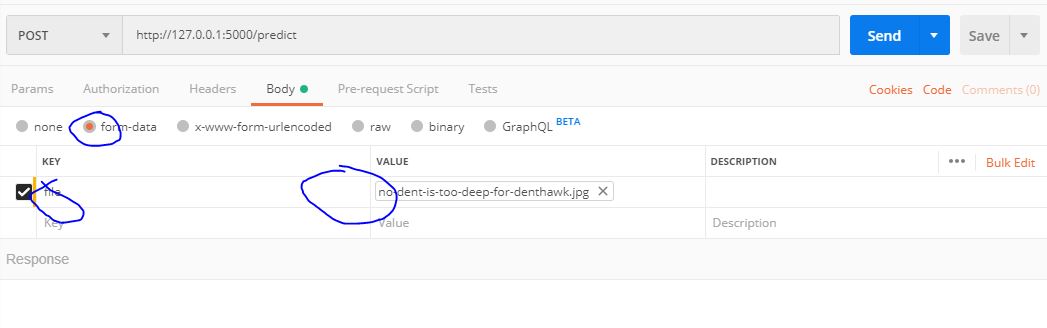 POST http://127.0.0.1:5000/predict Send Save
Params Authorization Headers Body Pre-request Script Tests Cookies Code Comments (0)
none form-data x-www-form-urlencoded raw binary GraphQL BETA
KEY VALUE DESCRIPTION ••• Bulk Edit
file no-dent-is-too-deep-for-denthawk.jpg
Key Value Description
Response